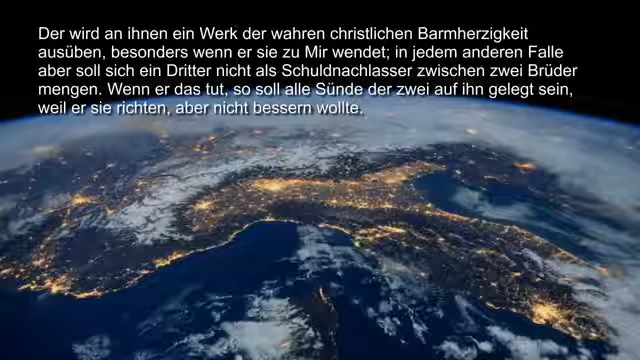 Der wird an ihnen ein Werk der wahren christlichen Barmherzigkeit
ausüben, besonders wenn er sie zu Mir wendet; in jedem anderen Falle
aber soll sich ein Dritter nicht als Schuldnachlasser zwischen zwei Brüder
mengen. Wenn er das tut, so soll alle Sünde der zwei auf ihn gelegt sein,
weil er sie richten, aber nicht bessern wollte.